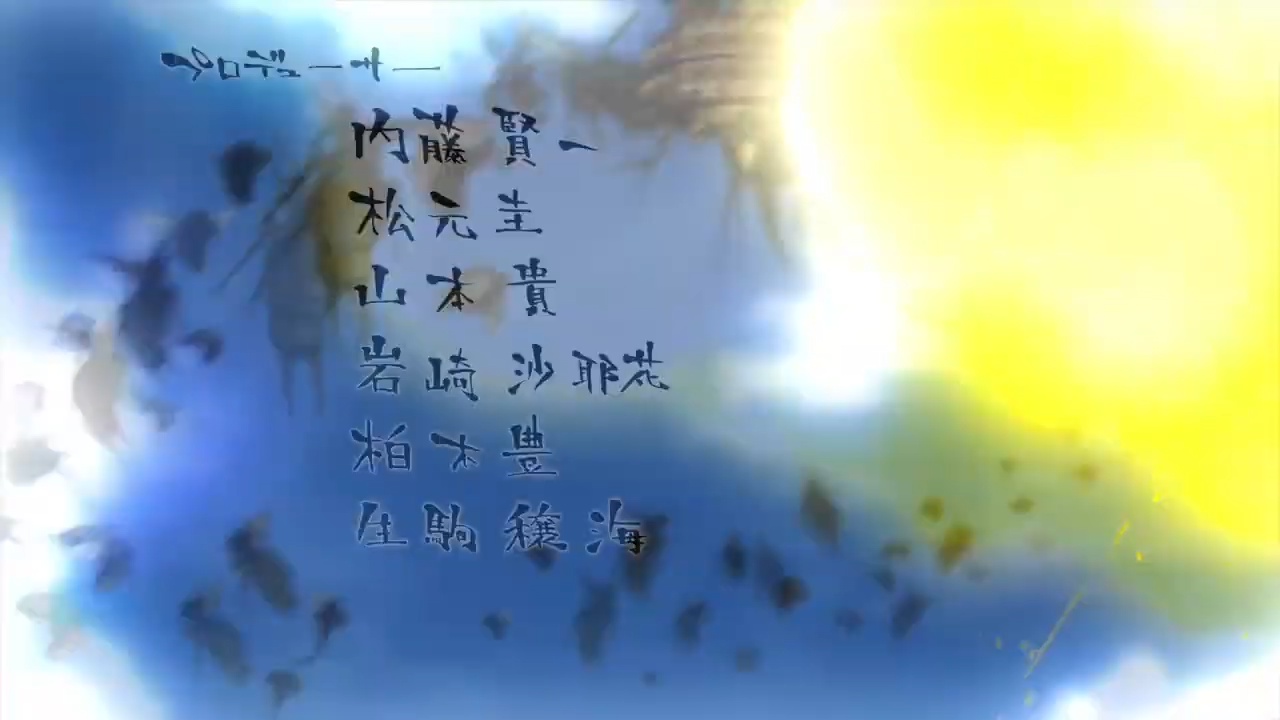 プロデューサー
内藤 賢一
松元 圭
山本 貴
岩崎 沙耶花
柏木 豊
生駒 穣海